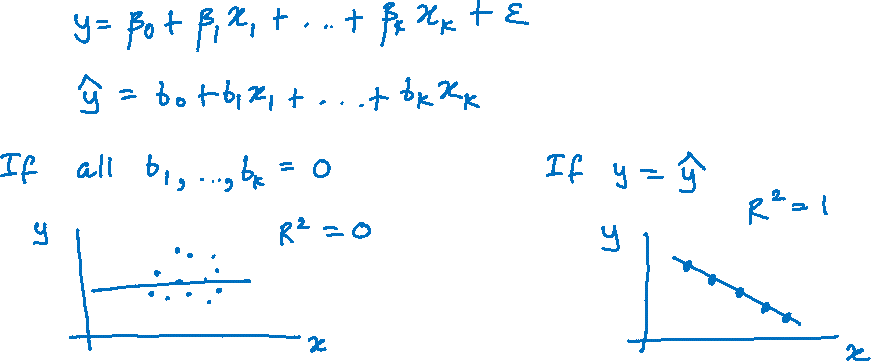 y = β₀ + β₁x₁ + ... + βₖxₖ + ε
ŷ = b₀ + b₁x₁ + ... + bₖxₖ
If all b₁, ..., bₖ = 0
R² = 0
y
x
If y = ŷ
R² = 1
y
x